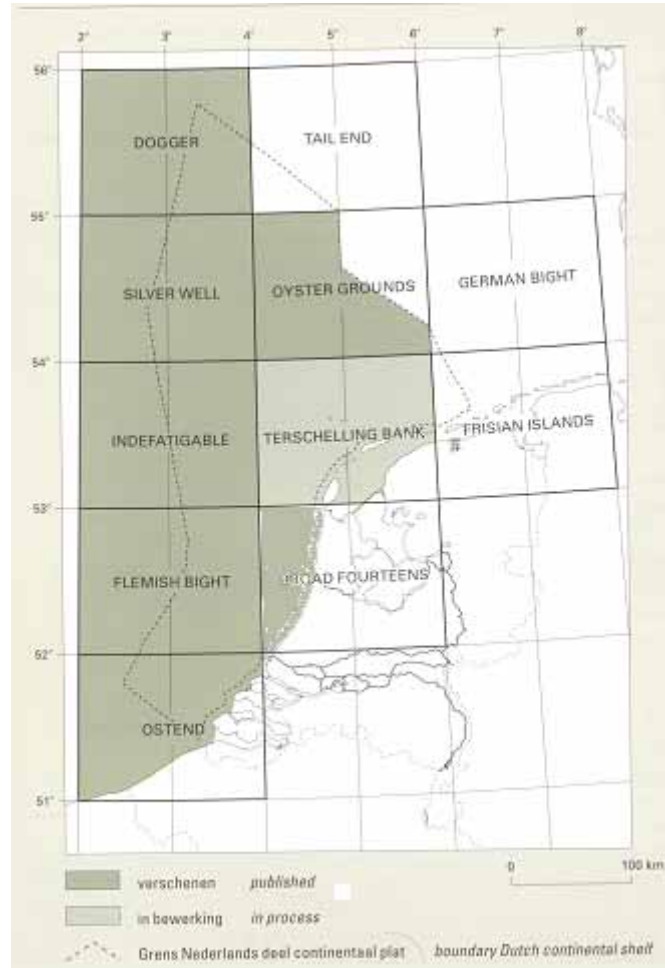 2° 3° 4° 5° 6° 7° 8°
56°
DOGGER TAIL END
55°
SILVER WELL OYSTER GROUNDS GERMAN BIGHT
54°
INDEFATIGABLE TERSCHELLING BANK FRISIAN ISLANDS
53°
FLEMISH BIGHT BROAD FOURTEENS
52°
OSTEND
51°
0 100 km
verschenen published
in bewerking in process
Grens Nederlands deel continentaal plat boundary Dutch continental shelf